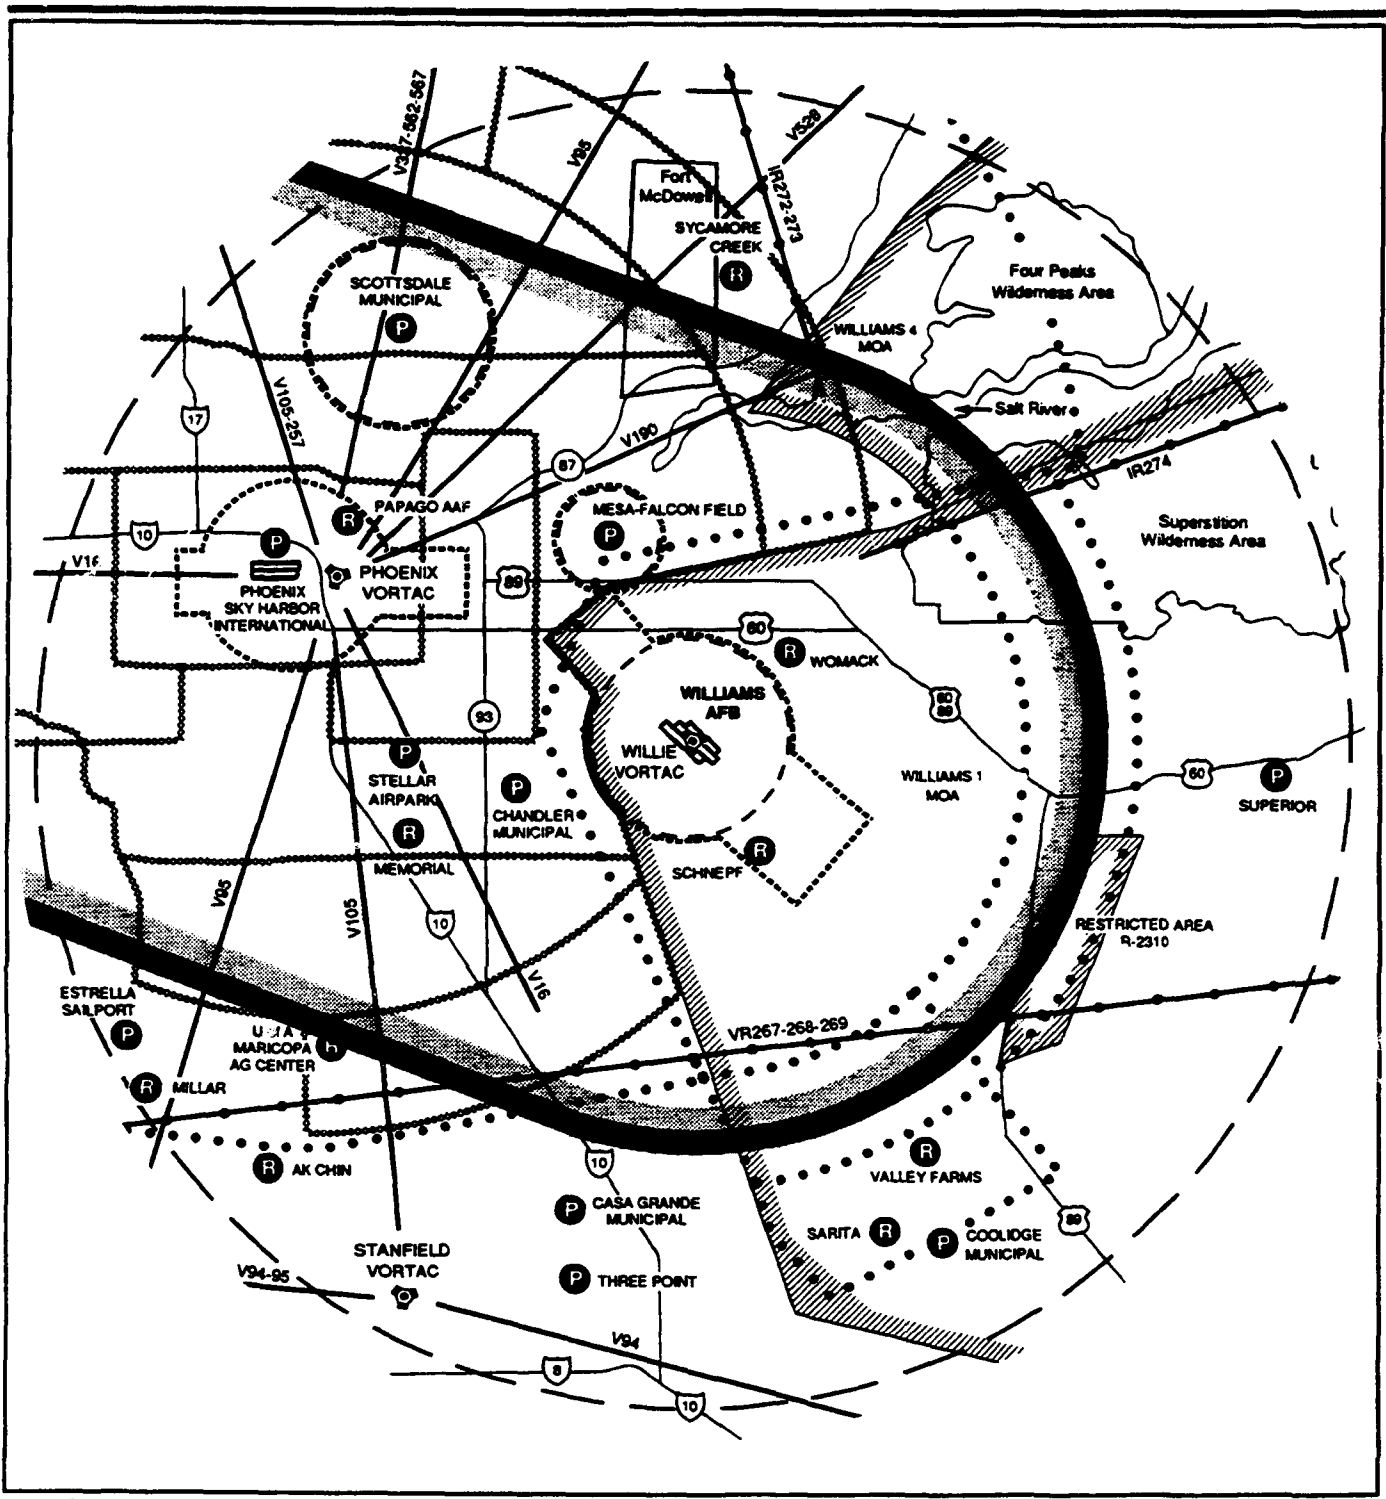 V327-562-567
V95
V528
IR272-273
Fort
McDowell
SYCAMORE
CREEK
R
Four Peaks
Wilderness Area
SCOTTSDALE
MUNICIPAL
P
WILLIAMS 4
MOA
Salt River
17
V105-257
V190
87
IR274
PAPAGO AAF
R
MESA-FALCON FIELD
P
Superstition
Wilderness Area
10
P
V16
PHOENIX
SKY HARBOR
INTERNATIONAL
PHOENIX
VORTAC
89
60
R
WOMACK
WILLIAMS
AFB
60
89
93
WILLIE
VORTAC
P
STELLAR
AIRPARK
P
CHANDLER
MUNICIPAL
WILLIAMS 1
MOA
60
P
SUPERIOR
R
MEMORIAL
SCHNEPF
R
V95
V105
10
RESTRICTED AREA
R-2310
V16
ESTRELLA
SAILPORT
P
MARICOPA
AG CENTER
R
VR267-268-269
R
MILLAR
R
AK CHIN
10
R
VALLEY FARMS
P
CASA GRANDE
MUNICIPAL
SARITA
R
P
COOLIDGE
MUNICIPAL
89
STANFIELD
VORTAC
V94-95
P
THREE POINT
V94
8
10